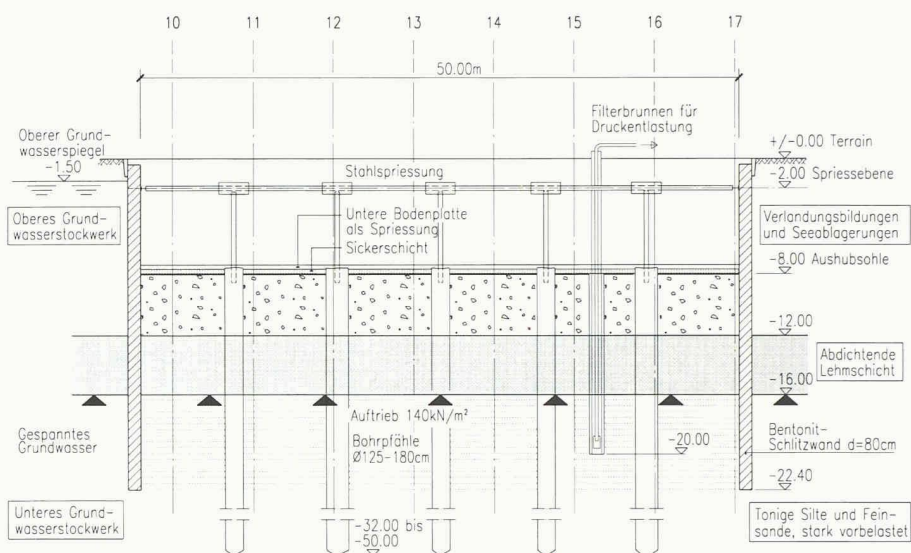 10 11 12 13 14 15 16 17
50.00m
Oberer Grund-
wasserspiegel
-1.50
Filterbrunnen für
Druckentlastung
+/-0.00 Terrain
-2.00 Spriessebene
Stahlspriessung
Oberes Grund-
wasserstockwerk
Untere Bodenplatte
als Spriessung
Sickerschicht
Verlandungsbildungen
und Seeablagerungen
-8.00 Aushubsohle
-12.00
Abdichtende
Lehmschicht
-16.00
Auftrieb 140kN/m²
Gespanntes
Grundwasser
Bohrpfähle
Ø125-180cm
-20.00
Bentonit-
Schlitzwand d=80cm
-22.40
Unteres Grund-
wasserstockwerk
-32.00 bis
-50.00
Tonige Silte und Fein-
sande, stark vorbelastet